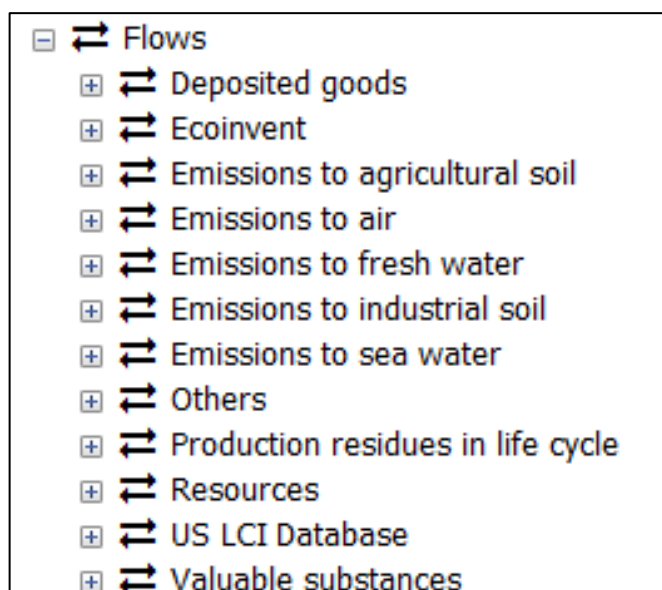 Flows
Deposited goods
Ecoinvent
Emissions to agricultural soil
Emissions to air
Emissions to fresh water
Emissions to industrial soil
Emissions to sea water
Others
Production residues in life cycle
Resources
US LCI Database
Valuable substances